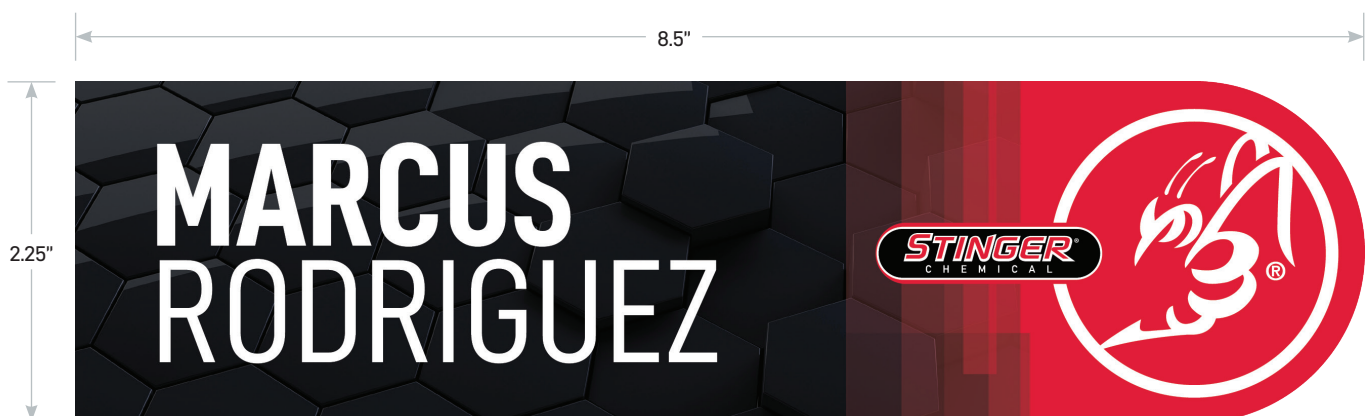 8.5"
2.25"
MARCUS
RODRIGUEZ
STINGER®
CHEMICAL
®